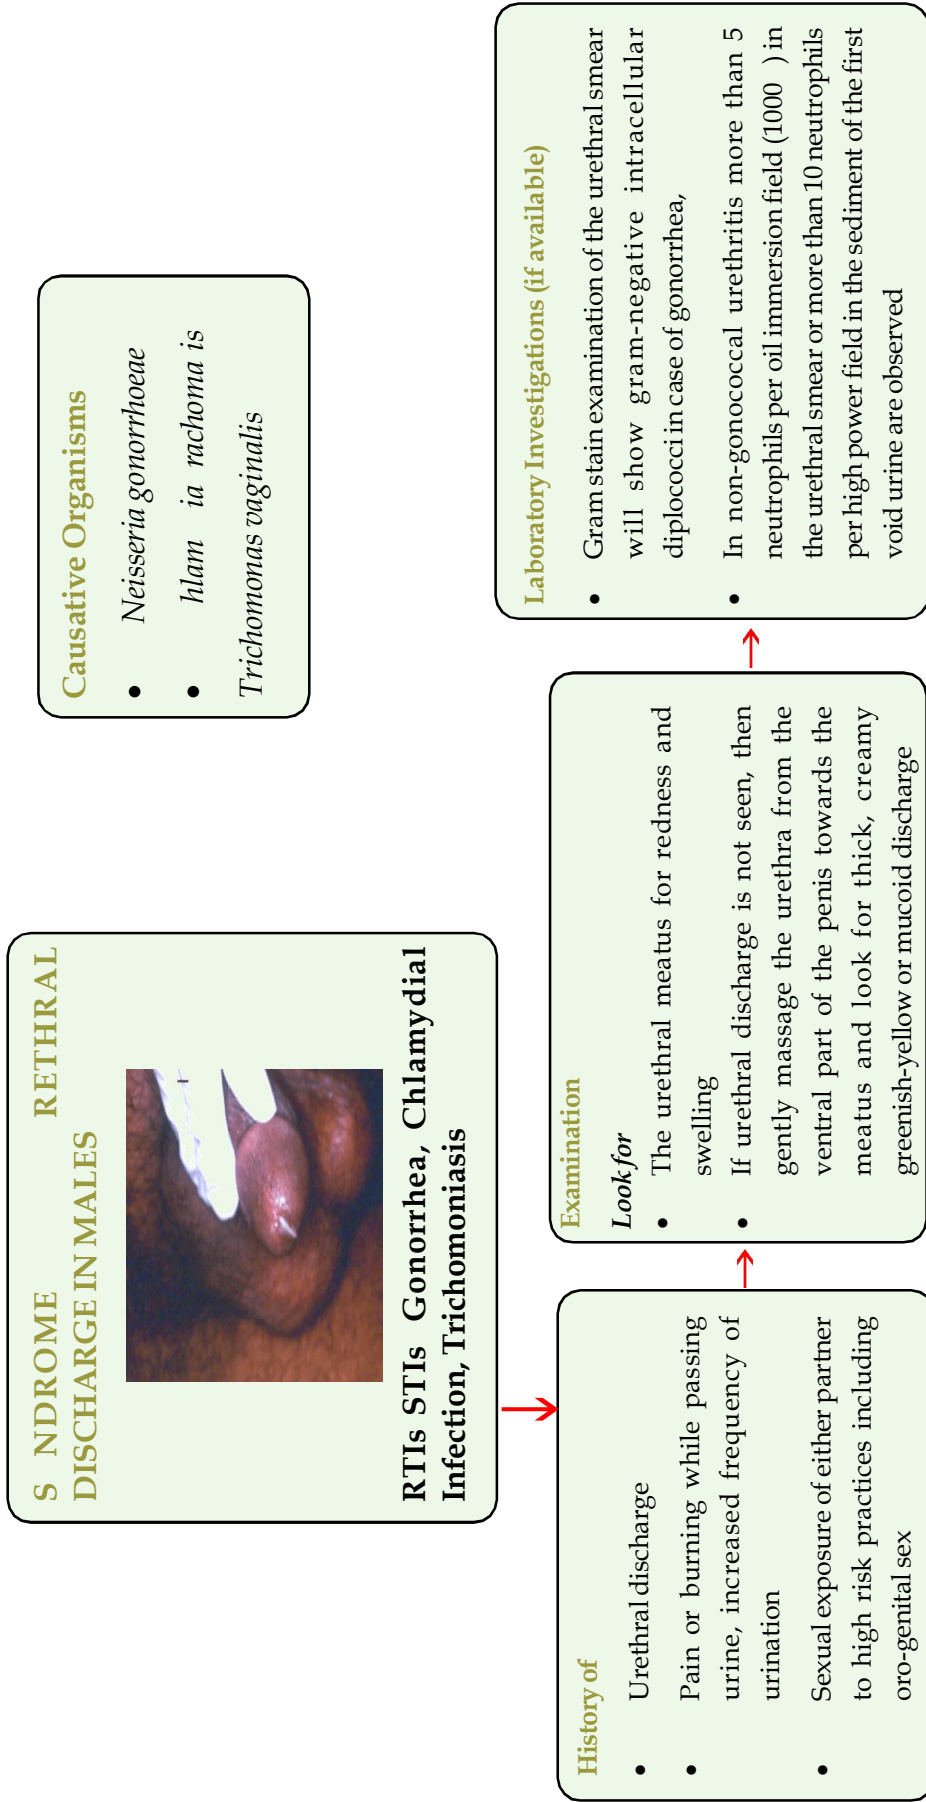 S NDROME RETHRAL
DISCHARGE IN MALES
RTIs STIs Gonorrhea, Chlamydial
Infection, Trichomoniasis
Causative Organisms
• Neisseria gonorrhoeae
• hlam ia rachoma is
Trichomonas vaginalis
History of
• Urethral discharge
• Pain or burning while passing
urine, increased frequency of
urination
• Sexual exposure of either partner
to high risk practices including
oro-genital sex
Examination
Look for
• The urethral meatus for redness and
swelling
• If urethral discharge is not seen, then
gently massage the urethra from the
ventral part of the penis towards the
meatus and look for thick, creamy
greenish-yellow or mucoid discharge
Laboratory Investigations (if available)
• Gram stain examination of the urethral smear
will show gram-negative intracellular
diplococci in case of gonorrhea,
• In non-gonococcal urethritis more than 5
neutrophils per oil immersion field (1000 ) in
the urethral smear or more than 10 neutrophils
per high power field in the sediment of the first
void urine are observed